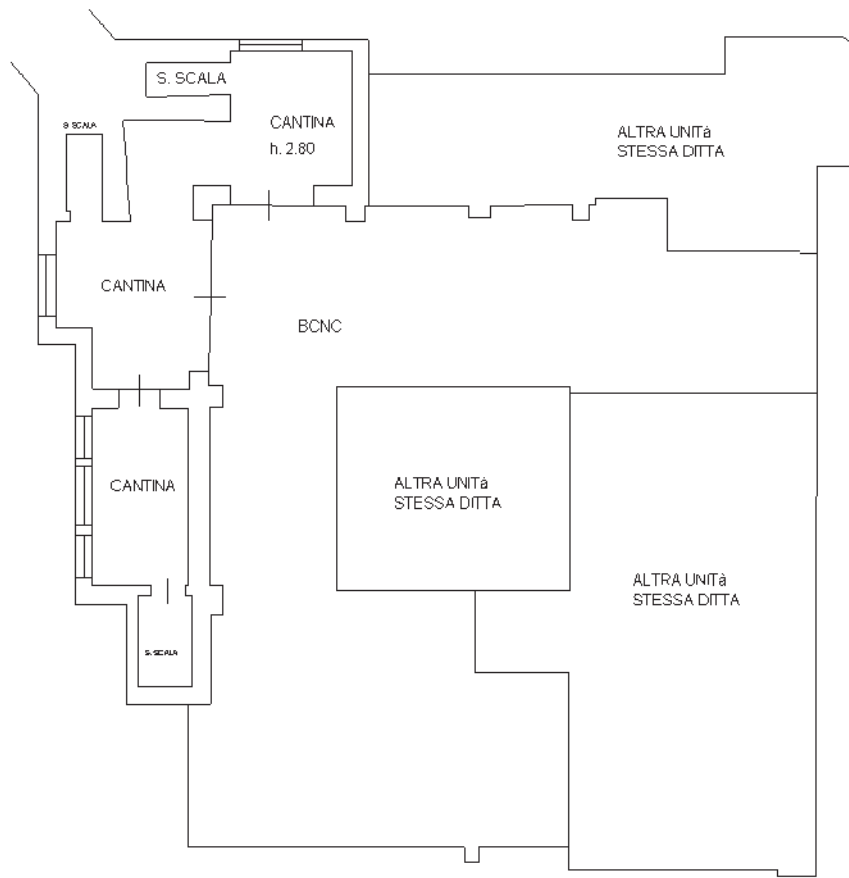 S. SCALA
S. SCALA
CANTINA
h. 2.80
ALTRA UNITà
STESSA DITTA
CANTINA
BCNC
ALTRA UNITà
STESSA DITTA
CANTINA
ALTRA UNITà
STESSA DITTA
S. SCALA